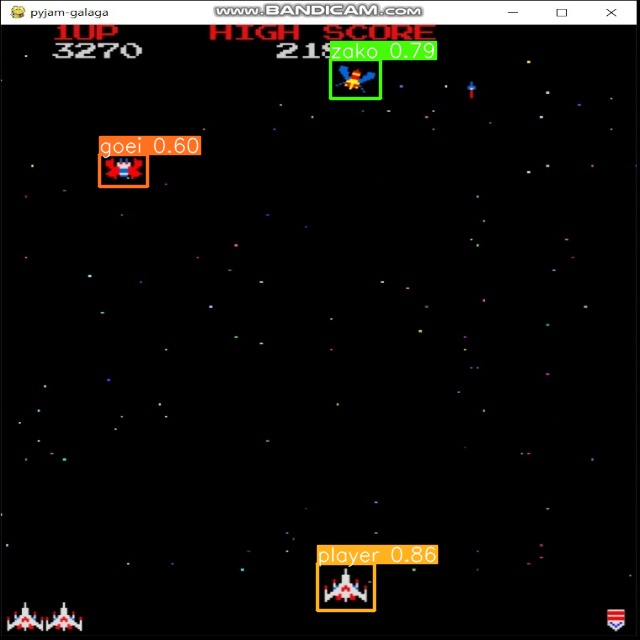 pyjam-galaga
www.BANDICAM.com
1UP HIGH SCORE
3270
zako 0.79
goei 0.60
player 0.86